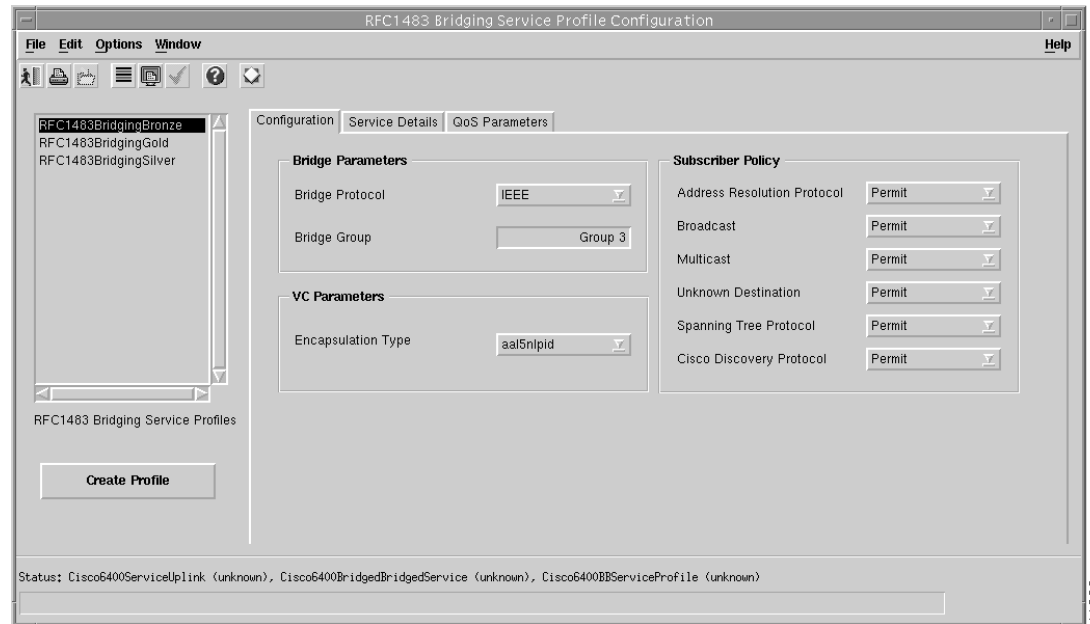 RFC1483 Bridging Service Profile Configuration
File Edit Options Window Help
RFC1483BridgingBronze
RFC1483BridgingGold
RFC1483BridgingSilver
RFC1483 Bridging Service Profiles
Create Profile
Configuration Service Details QoS Parameters
Bridge Parameters
Bridge Protocol IEEE
Bridge Group Group 3
VC Parameters
Encapsulation Type aal5nlpid
Subscriber Policy
Address Resolution Protocol Permit
Broadcast Permit
Multicast Permit
Unknown Destination Permit
Spanning Tree Protocol Permit
Cisco Discovery Protocol Permit
Status: Cisco6400ServiceUplink (unknown), Cisco6400BridgedBridgedService (unknown), Cisco6400BBServiceProfile (unknown)